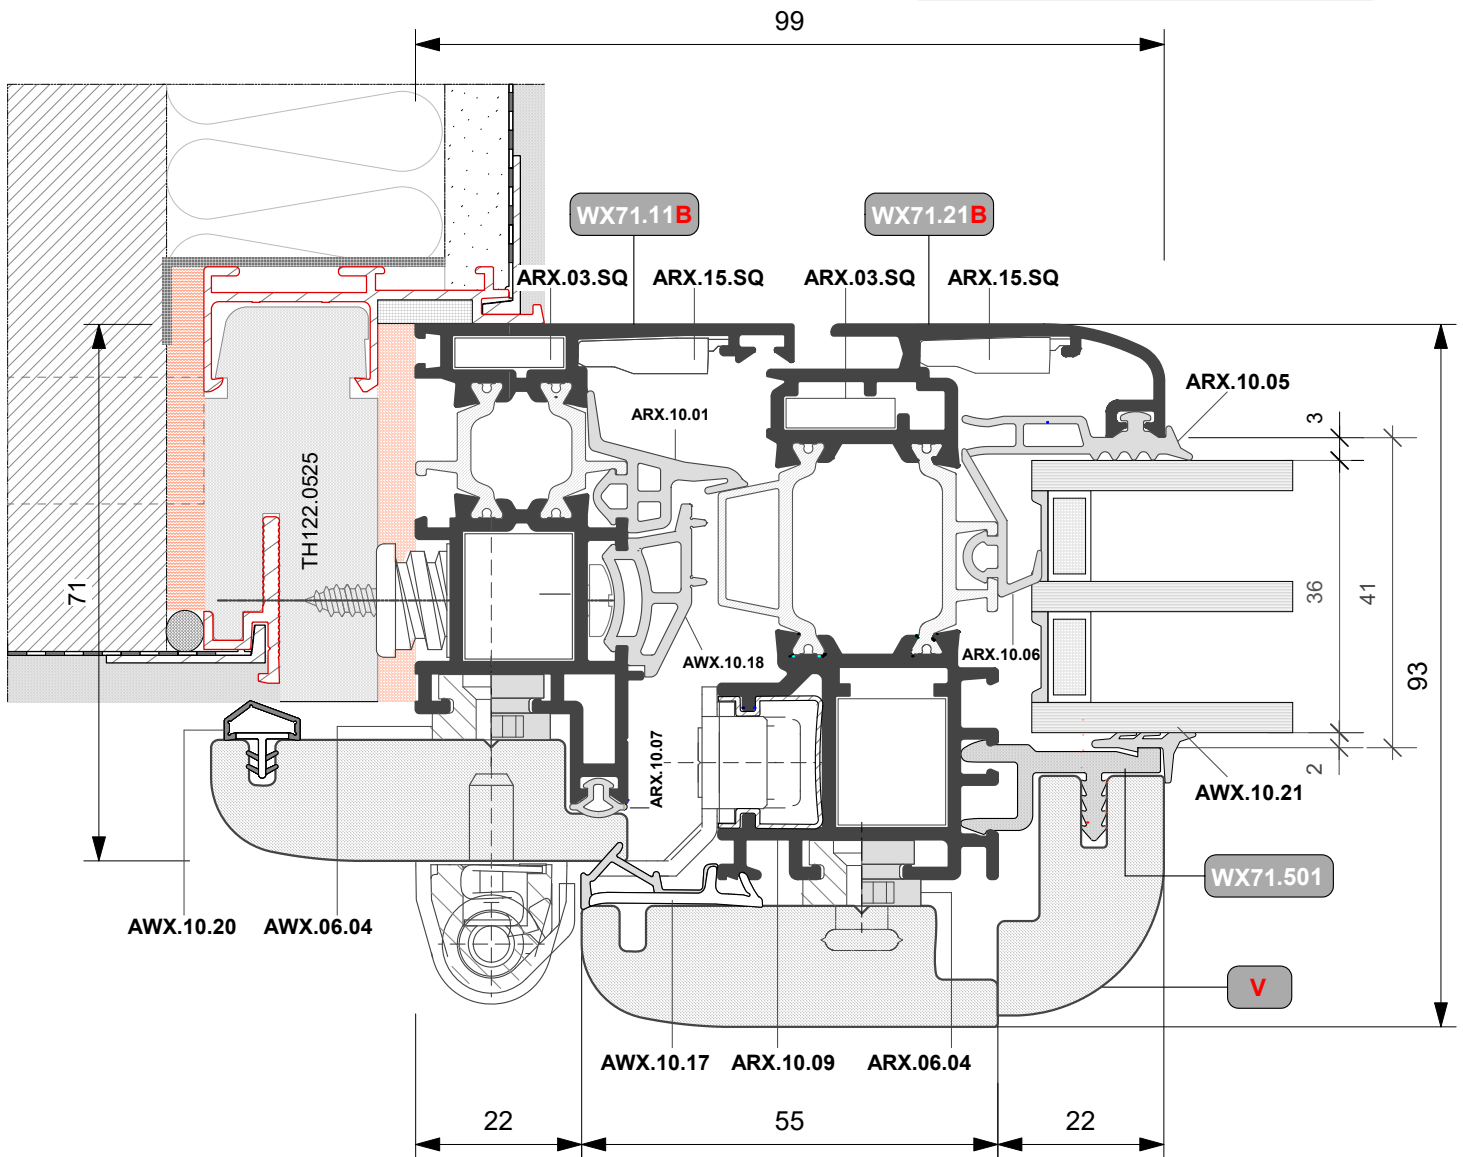 99
WX71.11B
WX71.21B
ARX.03.SQ
ARX.15.SQ
ARX.03.SQ
ARX.15.SQ
ARX.10.05
ARX.10.01
3
TH122.0525
71
36
41
AWX.10.18
ARX.10.06
93
ARX.10.07
2
AWX.10.21
WX71.501
AWX.10.20
AWX.06.04
V
AWX.10.17
ARX.10.09
ARX.06.04
22
55
22